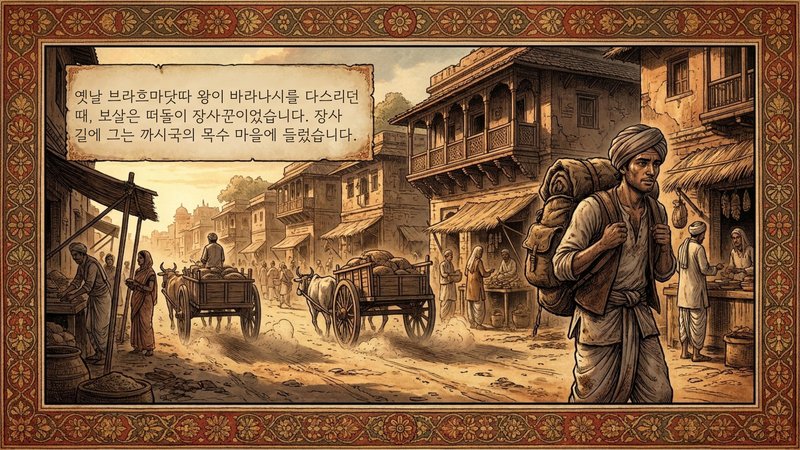 옛날 브라흐마닷따 왕이 바라나시를 다스리던
때, 보살은 떠돌이 장사꾼이었습니다. 장사
길에 그는 까시국의 목수 마을에 들렀습니다.